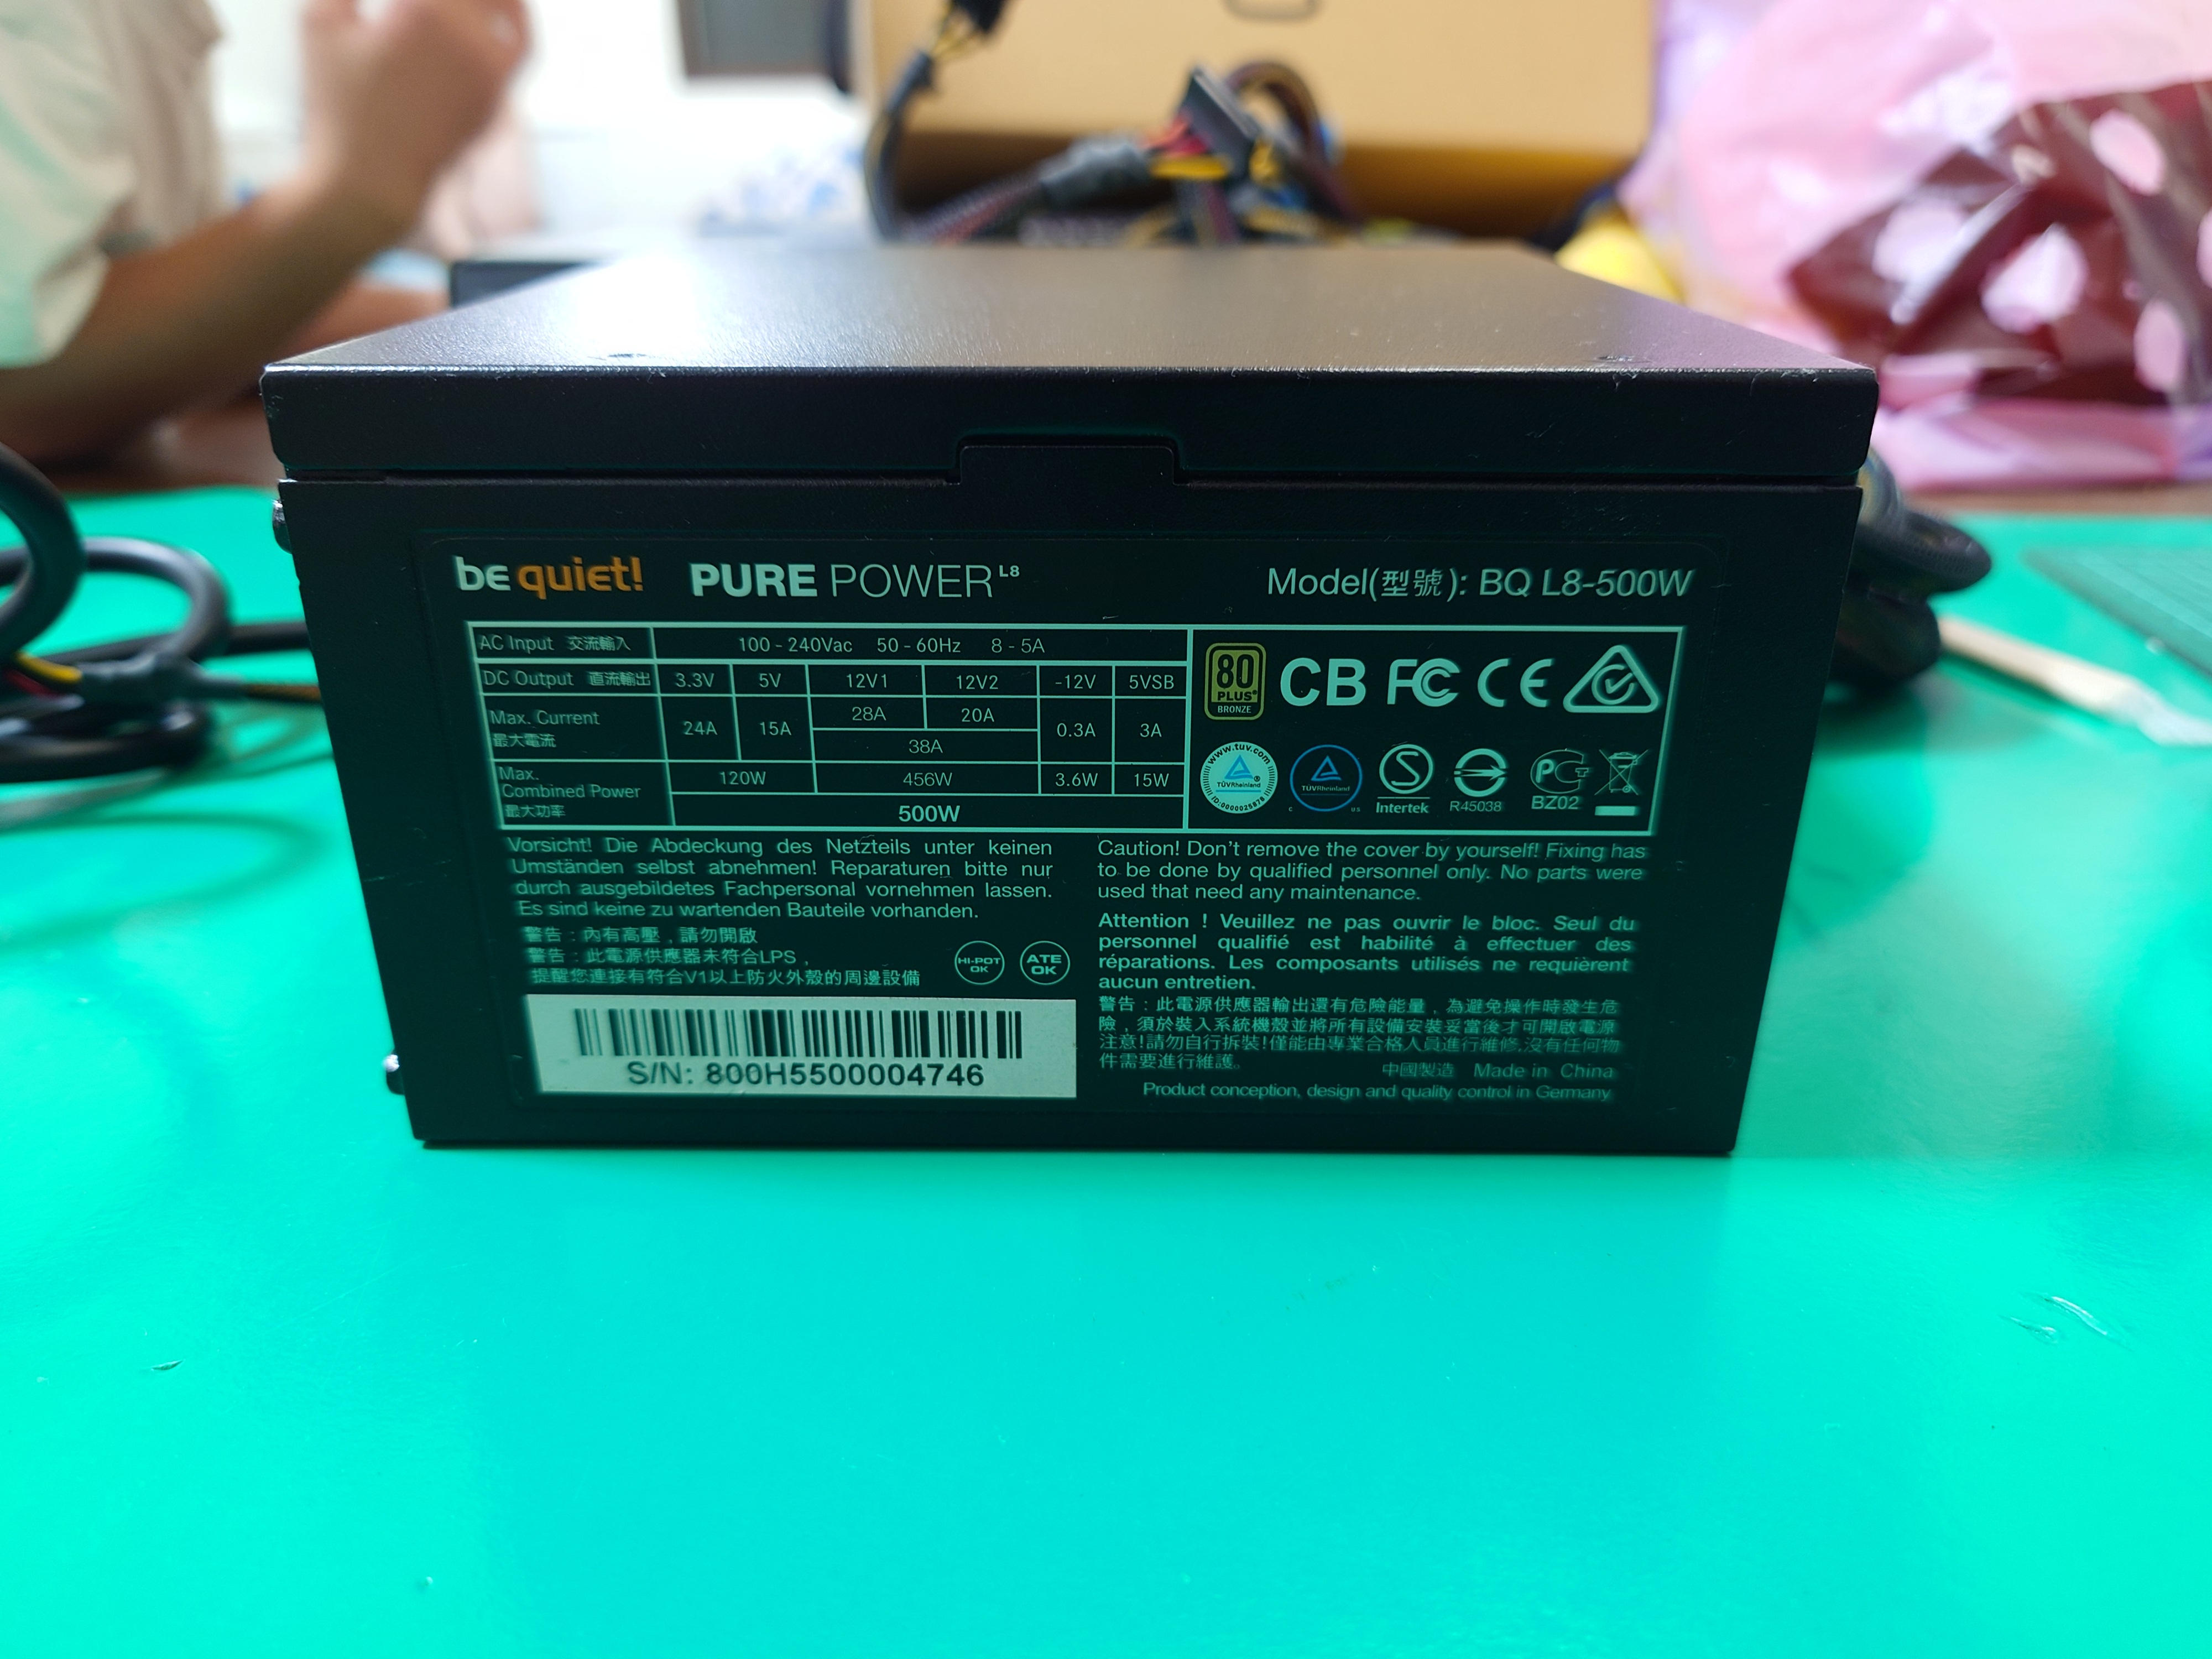 be quiet! PURE POWER L8 Model(型號): BQ L8-500W
AC Input 交流輸入 100 - 240Vac 50 - 60Hz 8 - 5A
DC Output 直流輸出 3.3V 5V 12V1 12V2 -12V 5VSB
Max. Current 最大電流 24A 15A 28A 20A 0.3A 3A
38A
Max. Combined Power 最大功率 120W 456W 3.6W 15W
500W
80 PLUS BRONZE CB FC CE
www.tuv.com TÜVRheinland ID:0000025878
TÜVRheinland c us
S Intertek
R45038
PCT BZ02
Vorsicht! Die Abdeckung des Netzteils unter keinen
Umständen selbst abnehmen! Reparaturen bitte nur
durch ausgebildetes Fachpersonal vornehmen lassen.
Es sind keine zu wartenden Bauteile vorhanden.
警告：內有高壓，請勿開啟
警告：此電源供應器未符合LPS，
提醒您連接有符合V1以上防火外殼的周邊設備
HI-POT OK
ATE OK
S/N: 800H5500004746
Caution! Don't remove the cover by yourself! Fixing has
to be done by qualified personnel only. No parts were
used that need any maintenance.
Attention ! Veuillez ne pas ouvrir le bloc. Seul du
personnel qualifié est habilité à effectuer des
réparations. Les composants utilisés ne requièrent
aucun entretien.
警告：此電源供應器輸出還有危險能量，為避免操作時發生危
險，須於裝入系統機殼並將所有設備安裝妥當後才可開啟電源
注意!請勿自行拆裝!僅能由專業合格人員進行維修,沒有任何物
件需要進行維護。
中國製造 Made in China
Product conception, design and quality control in Germany